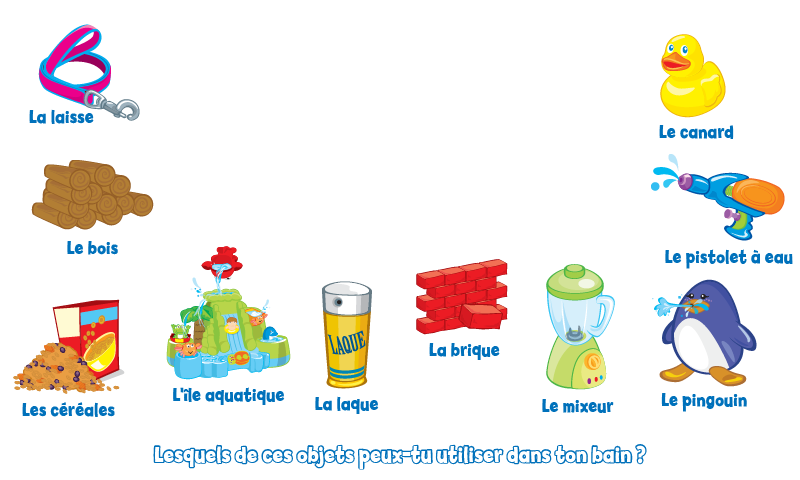 La laisse
Le canard
Le bois
Le pistolet à eau
Les céréales
L'île aquatique
LAQUE
La laque
La brique
Le mixeur
Le pingouin
Lesquels de ces objets peux-tu utiliser dans ton bain ?